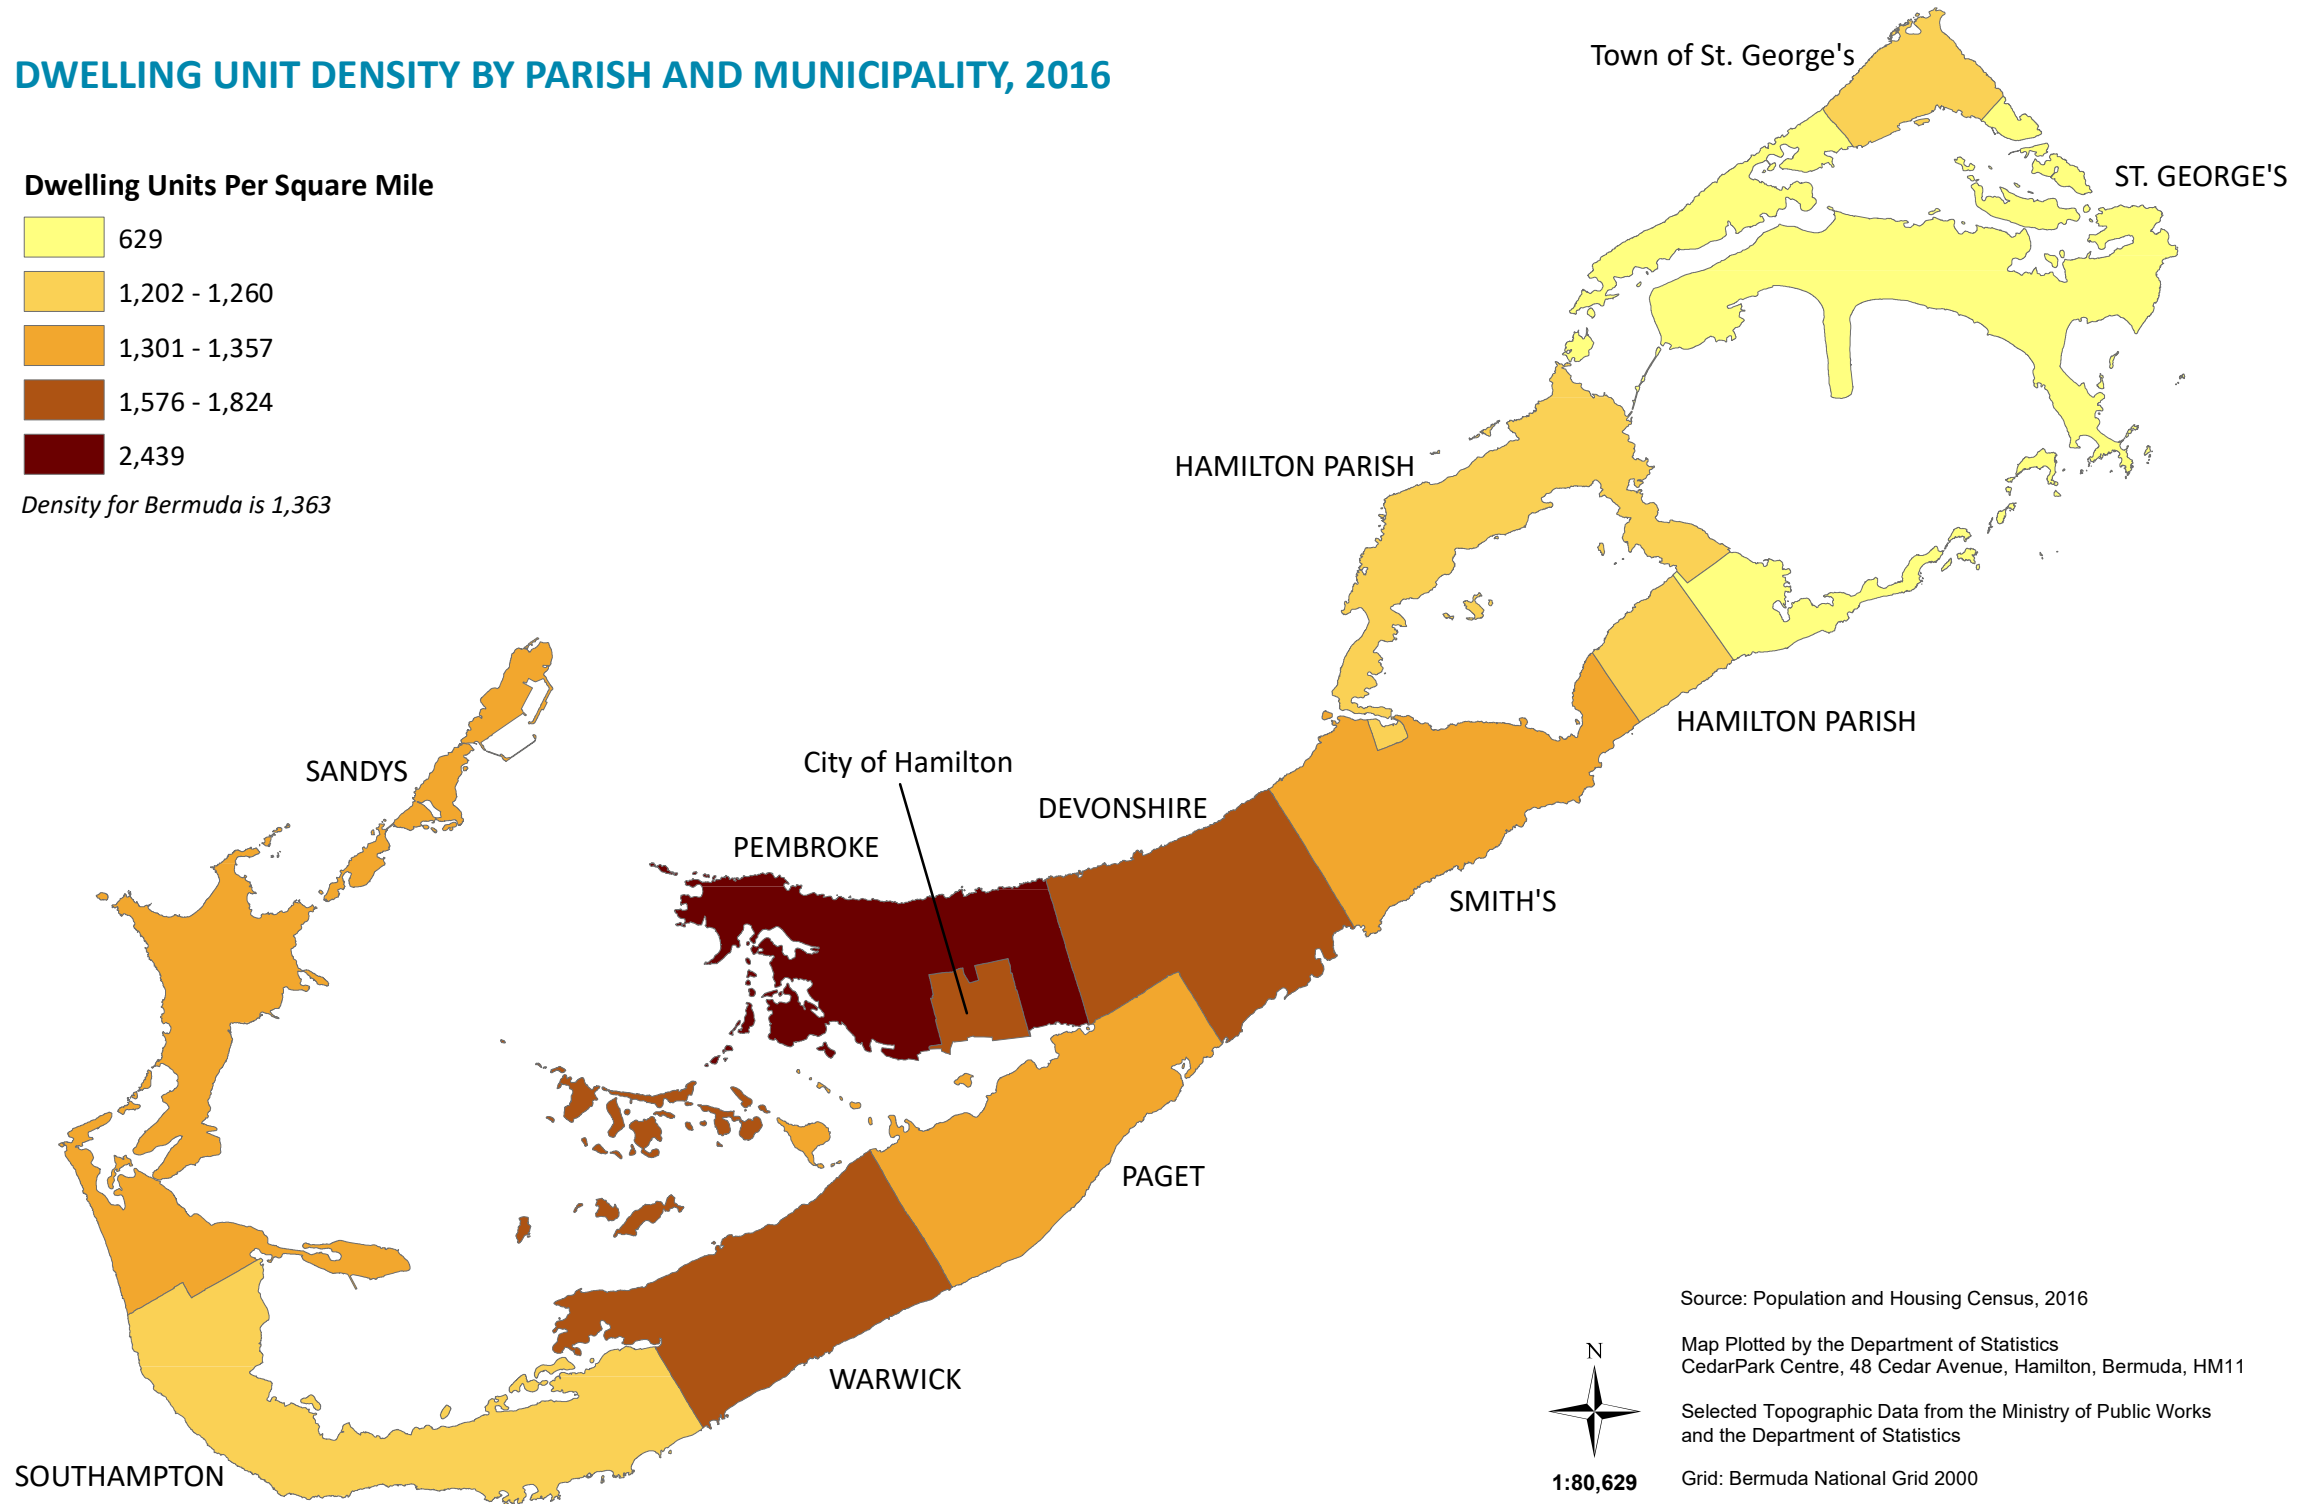 DWELLING UNIT DENSITY BY PARISH AND MUNICIPALITY, 2016
Dwelling Units Per Square Mile
629
1,202 - 1,260
1,301 - 1,357
1,576 - 1,824
2,439
Density for Bermuda is 1,363
Town of St. George's
ST. GEORGE'S
HAMILTON PARISH
HAMILTON PARISH
SANDYS
City of Hamilton
DEVONSHIRE
PEMBROKE
SMITH'S
PAGET
WARWICK
SOUTHAMPTON
Source: Population and Housing Census, 2016
Map Plotted by the Department of Statistics
CedarPark Centre, 48 Cedar Avenue, Hamilton, Bermuda, HM11
Selected Topographic Data from the Ministry of Public Works
and the Department of Statistics
Grid: Bermuda National Grid 2000
N
1:80,629